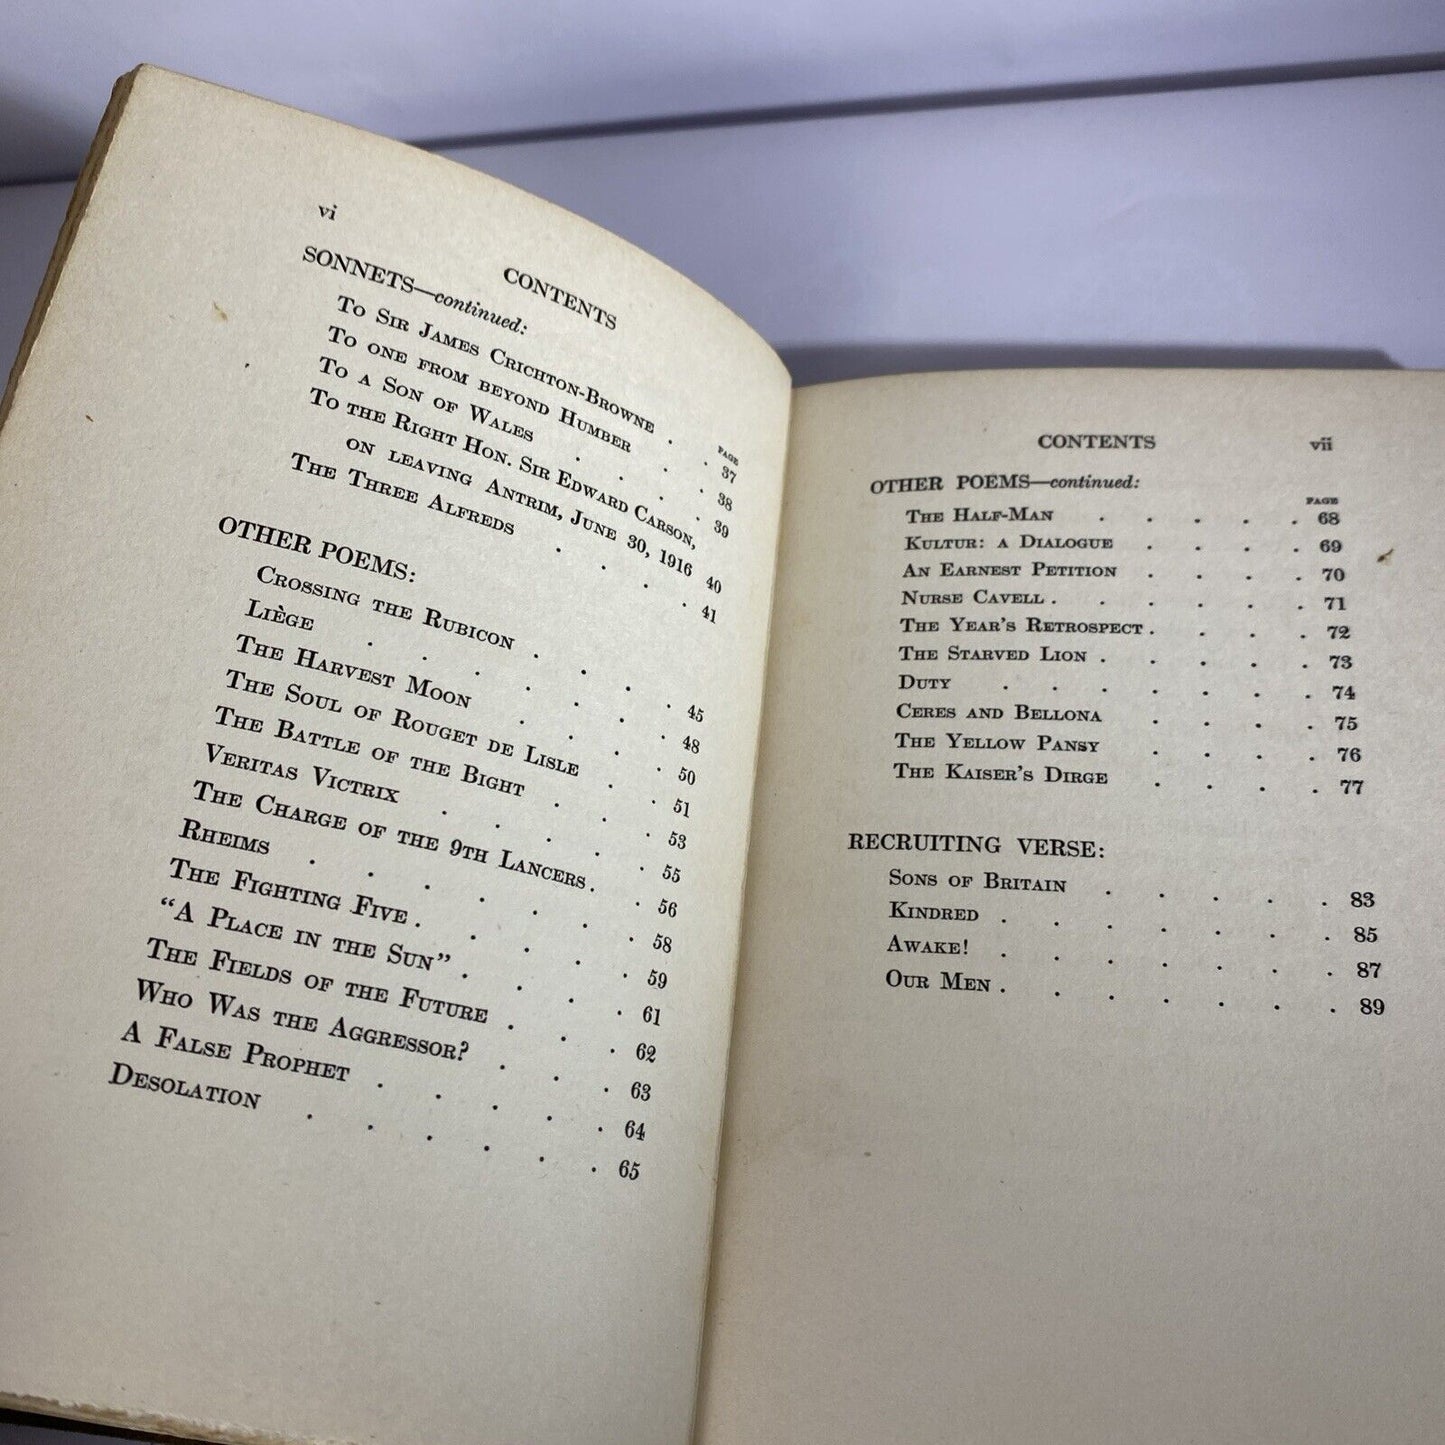 vi
CONTENTS
SONNETS—continued:
PAGE
To Sir James Crichton-Browne . . 37
To one from beyond Humber . . 38
To a Son of Wales . . . . 39
To the Right Hon. Sir Edward Carson,
on leaving Antrim, June 30, 1916 40
The Three Alfreds . . . . 41
OTHER POEMS:
Crossing the Rubicon . . . . 45
Liège . . . . . . 48
The Harvest Moon . . . . 50
The Soul of Rouget de Lisle . . 51
The Battle of the Bight . . . 53
Veritas Victrix . . . . . 55
The Charge of the 9th Lancers . . 56
Rheims . . . . . . 58
The Fighting Five . . . . . 59
"A Place in the Sun" . . . . 61
The Fields of the Future . . . 62
Who Was the Aggressor? . . . 63
A False Prophet . . . . . 64
Desolation . . . . . . 65
CONTENTS vii
OTHER POEMS—continued:
PAGE
The Half-Man . . . . . 68
Kultur: a Dialogue . . . . 69
An Earnest Petition . . . . 70
Nurse Cavell . . . . . . 71
The Year's Retrospect . . . . 72
The Starved Lion . . . . . 73
Duty . . . . . . . 74
Ceres and Bellona . . . . 75
The Yellow Pansy . . . . 76
The Kaiser's Dirge . . . . 77
RECRUITING VERSE:
Sons of Britain . . . . . 83
Kindred . . . . . . . 85
Awake! . . . . . . . 87
Our Men . . . . . . . 89